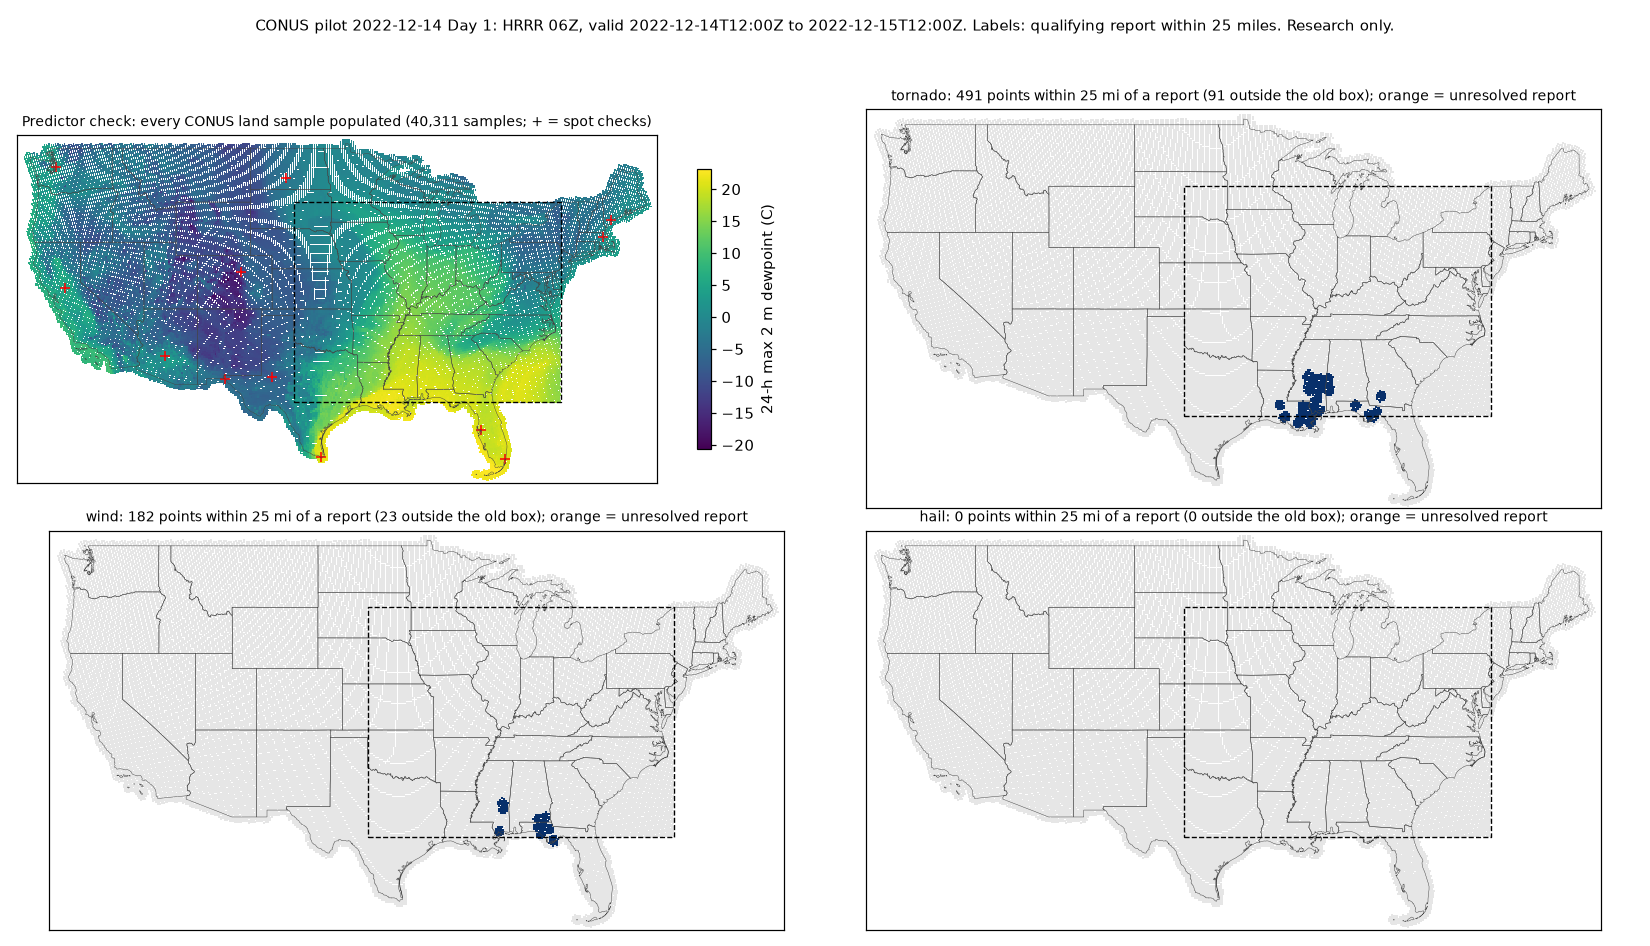 CONUS pilot 2022-12-14 Day 1: HRRR 06Z, valid 2022-12-14T12:00Z to 2022-12-15T12:00Z. Labels: qualifying report within 25 miles. Research only.
Predictor check: every CONUS land sample populated (40,311 samples; + = spot checks)
20
15
10
5
0
−5
−10
−15
−20
24-h max 2 m dewpoint (C)
tornado: 491 points within 25 mi of a report (91 outside the old box); orange = unresolved report
wind: 182 points within 25 mi of a report (23 outside the old box); orange = unresolved report
hail: 0 points within 25 mi of a report (0 outside the old box); orange = unresolved report